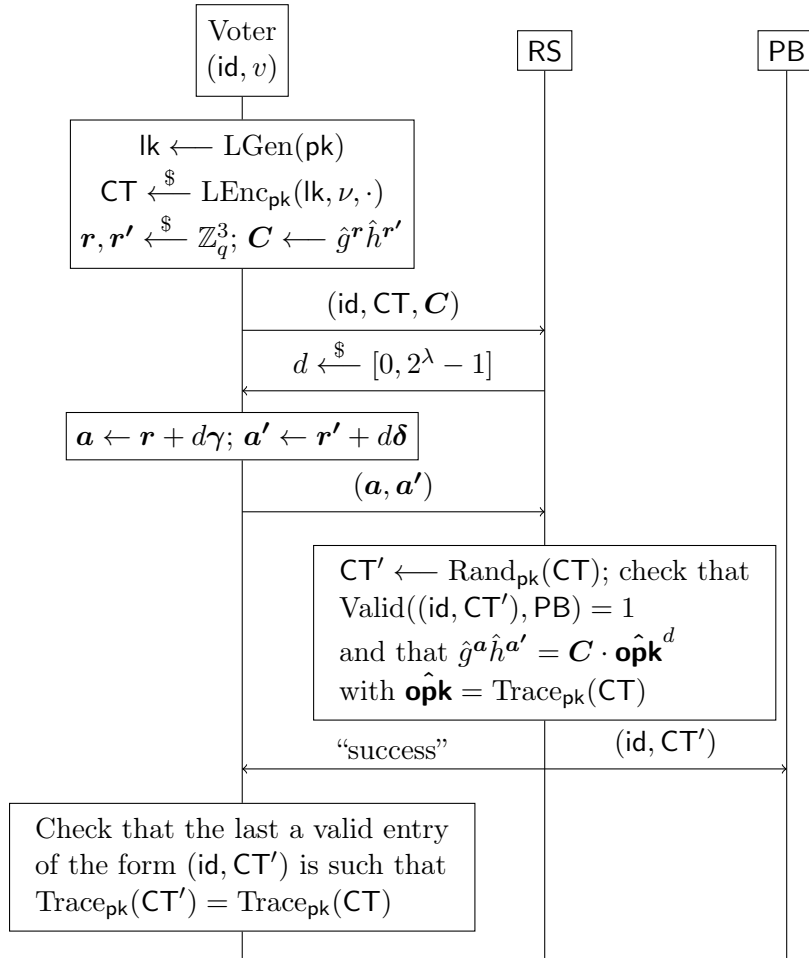 Voter
(id, v)
RS
PB
lk ⟵ LGen(pk)
CT ⟵$ LEnc_pk(lk, ν, ·)
r, r′ ⟵$ ℤ_q^3; C ⟵ ĝ^r ĥ^r′
(id, CT, C)
d ⟵$ [0, 2^λ − 1]
a ← r + dγ; a′ ← r′ + dδ
(a, a′)
CT′ ⟵ Rand_pk(CT); check that
Valid((id, CT′), PB) = 1
and that ĝ^a ĥ^a′ = C · op̂k^d
with op̂k = Trace_pk(CT)
“success”
(id, CT′)
Check that the last a valid entry
of the form (id, CT′) is such that
Trace_pk(CT′) = Trace_pk(CT)